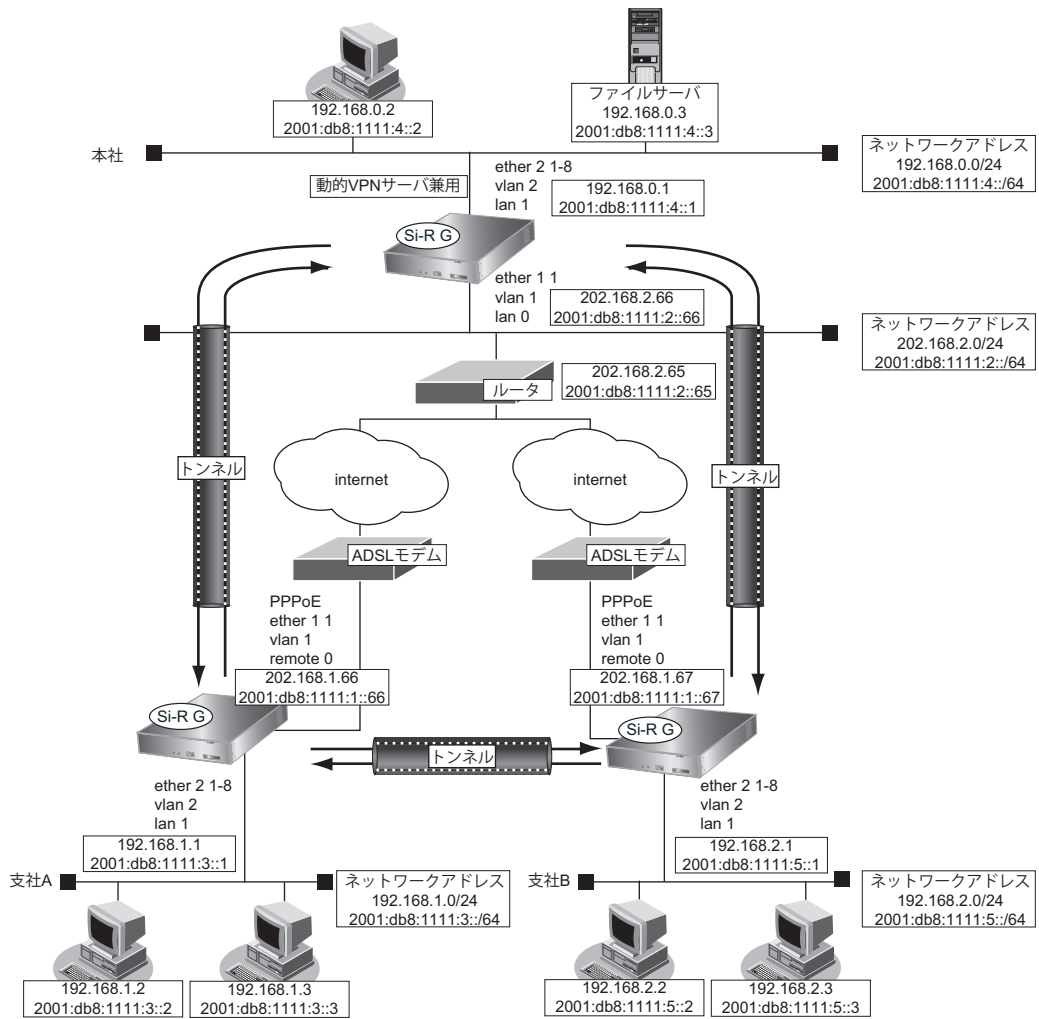 192.168.0.2
2001:db8:1111:4::2
ファイルサーバ
192.168.0.3
2001:db8:1111:4::3
本社
ネットワークアドレス
192.168.0.0/24
2001:db8:1111:4::/64
動的VPNサーバ兼用
ether 2 1-8
vlan 2
lan 1
192.168.0.1
2001:db8:1111:4::1
Si-R G
ether 1 1
vlan 1
lan 0
202.168.2.66
2001:db8:1111:2::66
ネットワークアドレス
202.168.2.0/24
2001:db8:1111:2::/64
ルータ
202.168.2.65
2001:db8:1111:2::65
トンネル
internet
internet
トンネル
ADSLモデム
ADSLモデム
PPPoE
ether 1 1
vlan 1
remote 0
202.168.1.66
2001:db8:1111:1::66
PPPoE
ether 1 1
vlan 1
remote 0
202.168.1.67
2001:db8:1111:1::67
Si-R G
トンネル
Si-R G
ether 2 1-8
vlan 2
lan 1
192.168.1.1
2001:db8:1111:3::1
ether 2 1-8
vlan 2
lan 1
192.168.2.1
2001:db8:1111:5::1
支社A
ネットワークアドレス
192.168.1.0/24
2001:db8:1111:3::/64
支社B
ネットワークアドレス
192.168.2.0/24
2001:db8:1111:5::/64
192.168.1.2
2001:db8:1111:3::2
192.168.1.3
2001:db8:1111:3::3
192.168.2.2
2001:db8:1111:5::2
192.168.2.3
2001:db8:1111:5::3